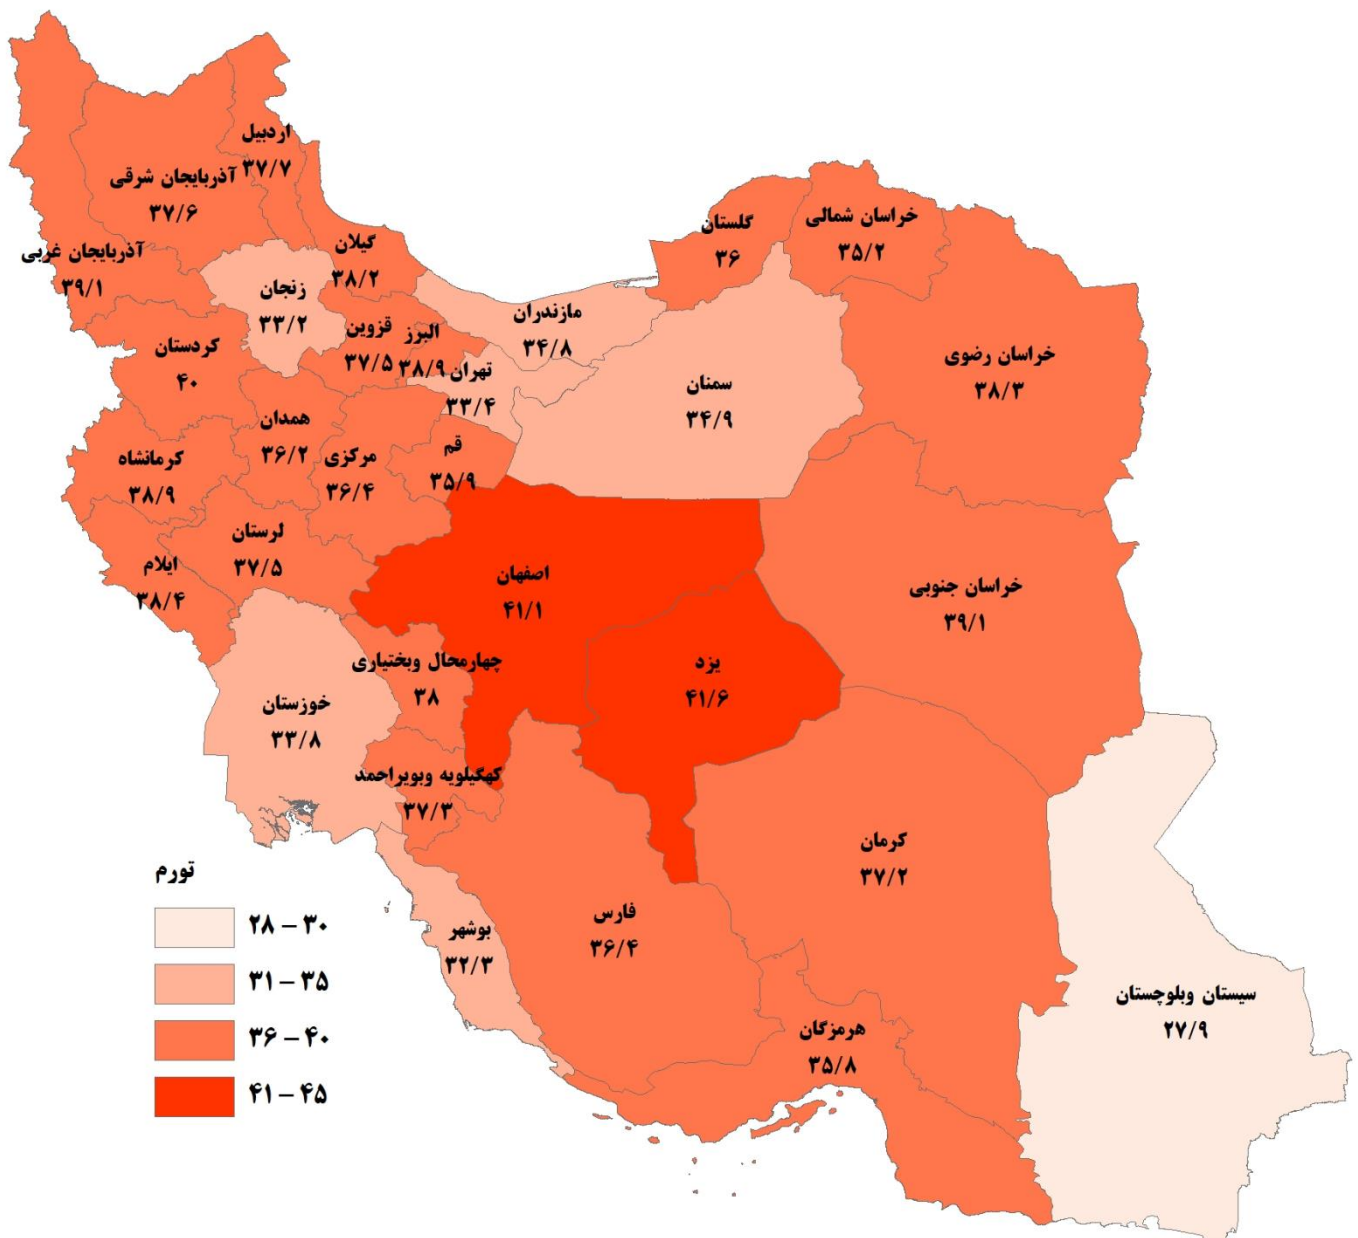 اردبیل
۳۷/۷
آذربایجان شرقی
۳۷/۶
آذربایجان غربی
۳۹/۱
گیلان
۳۸/۲
زنجان
۳۳/۲
گلستان
۳۶
خراسان شمالی
۳۵/۲
خراسان رضوی
۳۸/۳
مازندران
۳۴/۸
سمنان
۳۴/۹
البرز
۳۸/۹
قزوین
۳۷/۵
تهران
۳۳/۴
کردستان
۴۰
همدان
۳۶/۲
کرمانشاه
۳۸/۹
مرکزی
۳۶/۴
قم
۳۵/۹
لرستان
۳۷/۵
ایلام
۳۸/۴
اصفهان
۴۱/۱
خراسان جنوبی
۳۹/۱
یزد
۴۱/۶
چهارمحال وبختیاری
۳۸
خوزستان
۳۳/۸
کهگیلویه وبویراحمد
۳۷/۳
کرمان
۳۷/۲
فارس
۳۶/۴
بوشهر
۳۲/۳
هرمزگان
۳۵/۸
سیستان وبلوچستان
۲۷/۹
تورم
۲۸ – ۳۰
۳۱ – ۳۵
۳۶ – ۴۰
۴۱ – ۴۵